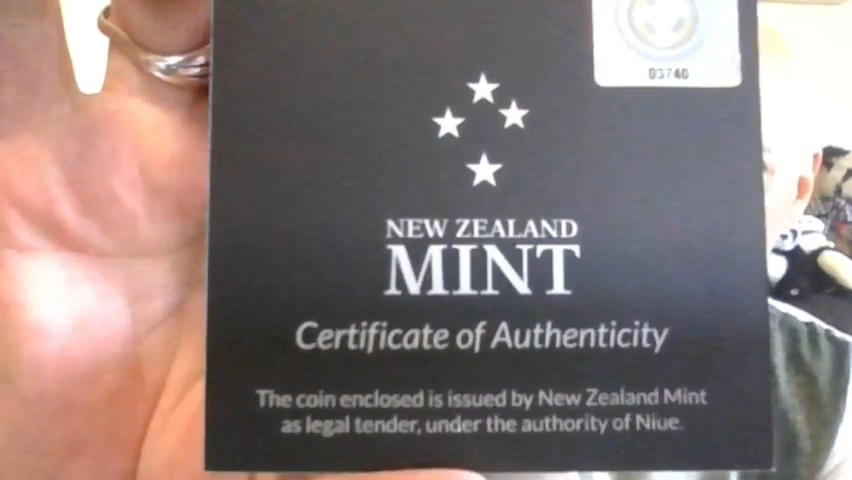 03740
NEW ZEALAND
MINT
Certificate of Authenticity
The coin enclosed is issued by New Zealand Mint
as legal tender, under the authority of Niue.